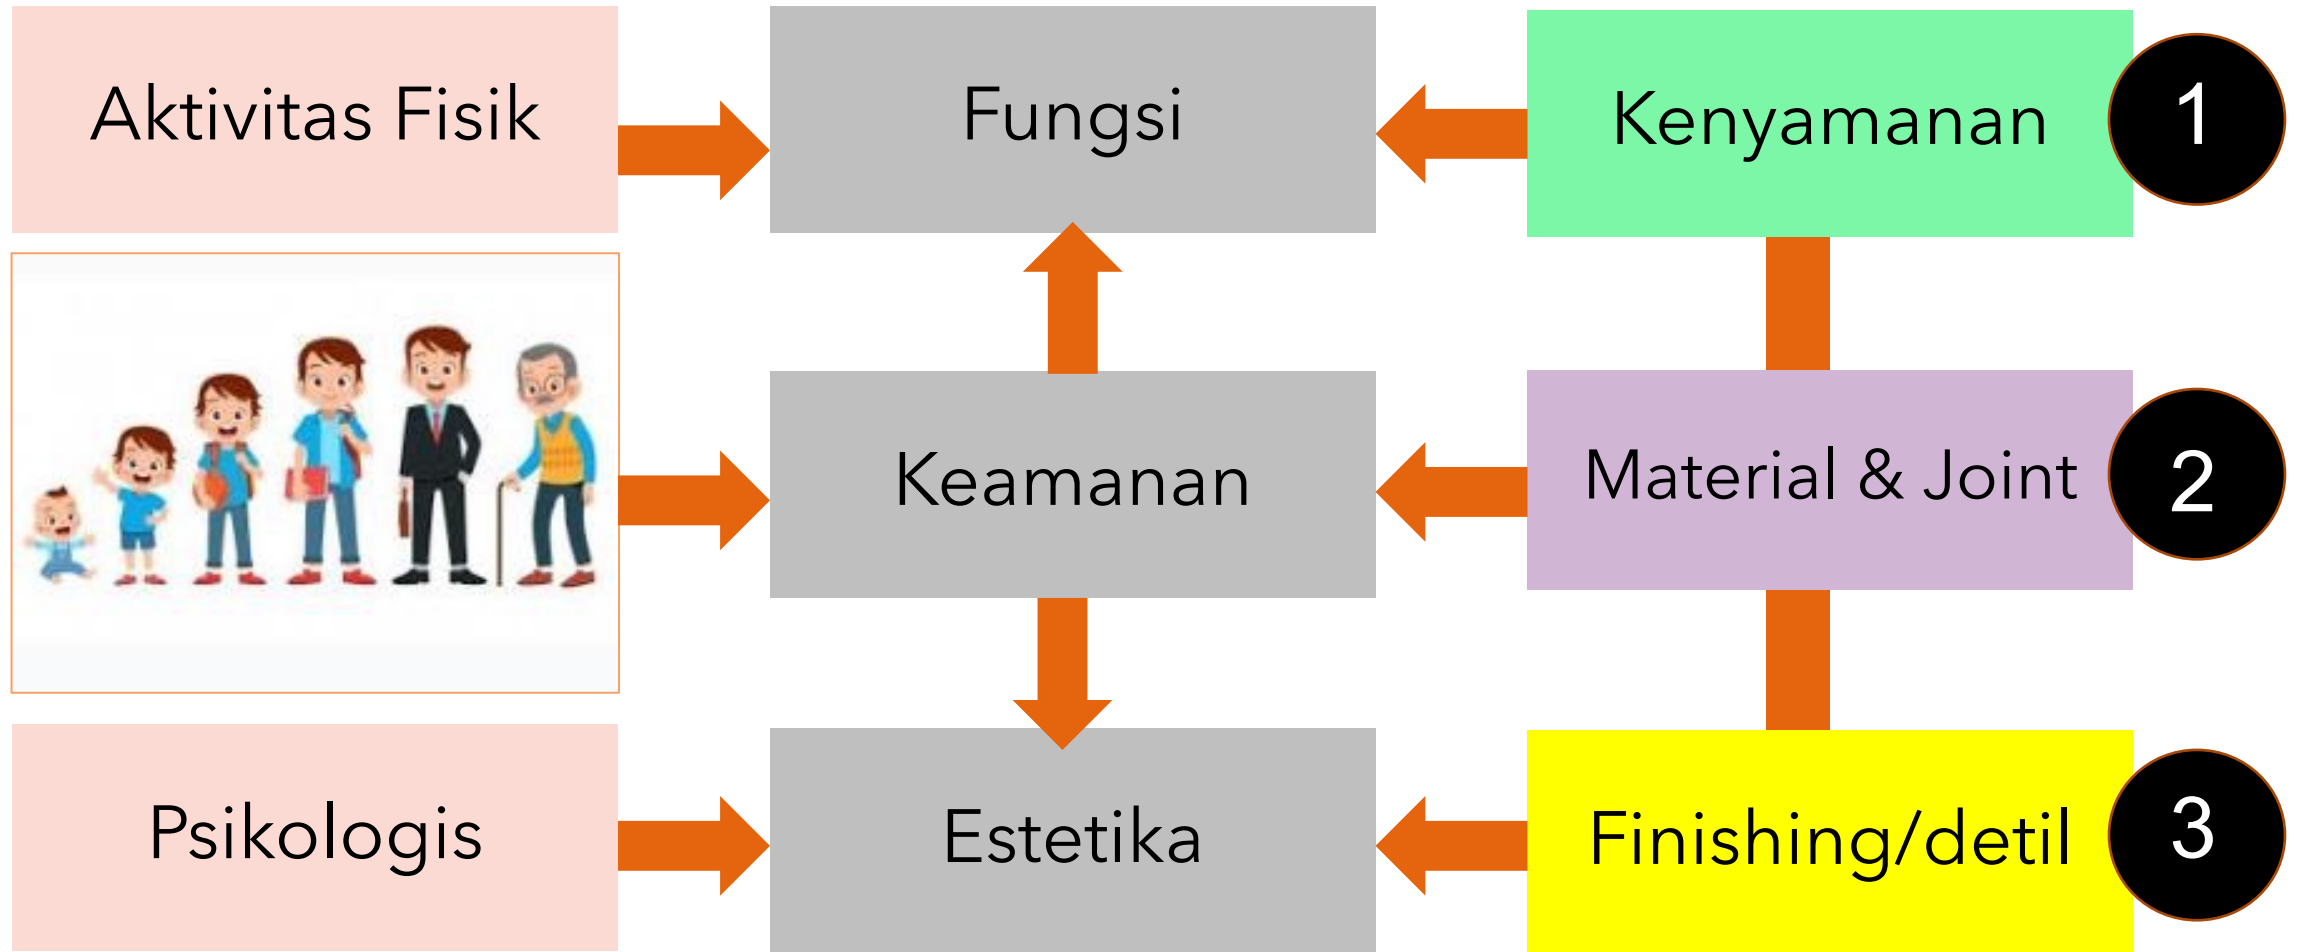 Aktivitas Fisik
Fungsi
Kenyamanan
1
Keamanan
Material & Joint
2
Psikologis
Estetika
Finishing/detil
3